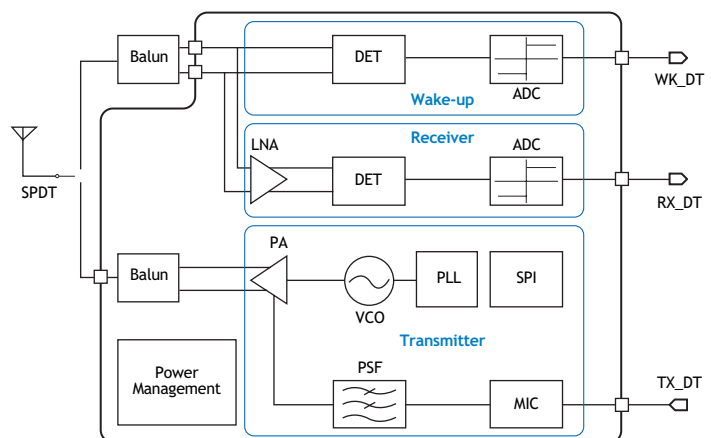 Balun
DET
ADC
WK_DT
Wake-up
Receiver
LNA
ADC
DET
SPDT
RX_DT
PA
Balun
VCO
PLL
SPI
Transmitter
Power
Management
PSF
MIC
TX_DT